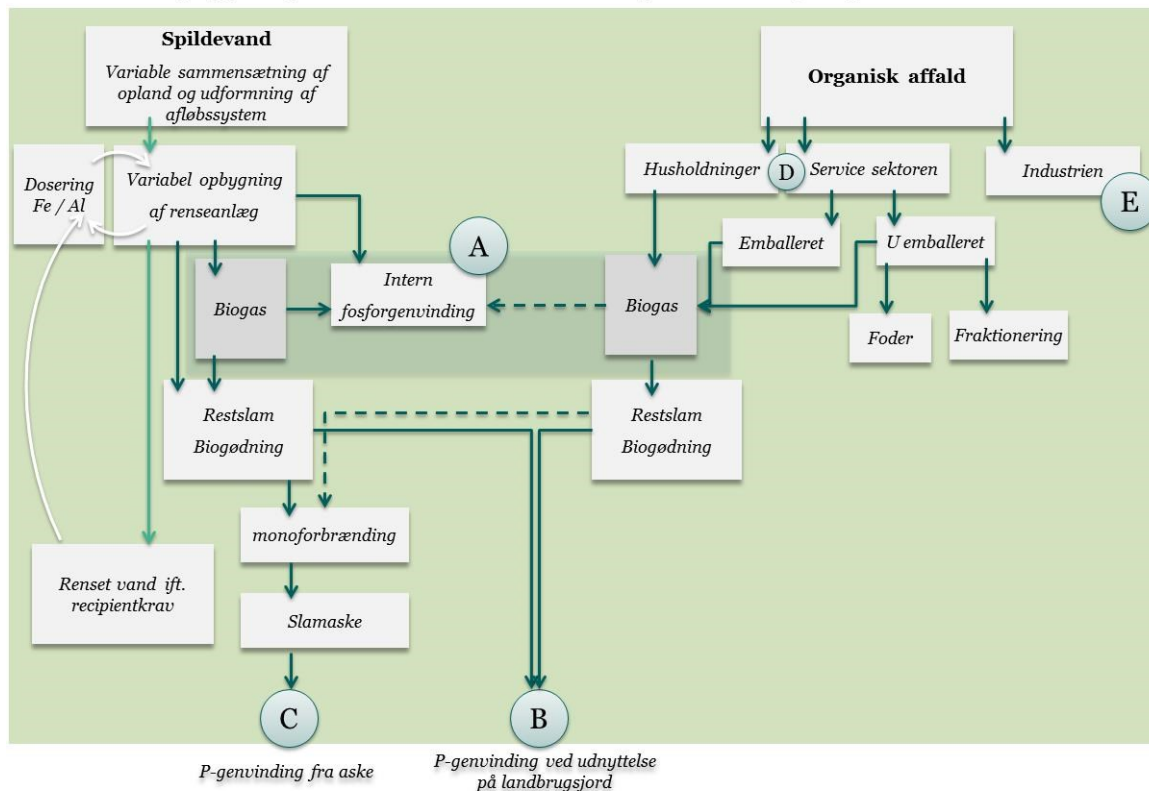 Spildevand
Variable sammensætning af
opland og udformning af
afløbssystem
Organisk affald
Dosering
Fe / Al
Variabel opbygning
af renseanlæg
Husholdninger
D
Service sektoren
Industrien
E
A
Emballeret
U emballeret
Intern
fosforgenvinding
Biogas
Biogas
Foder
Fraktionering
Restslam
Biogødning
Restslam
Biogødning
monoforbrænding
Renset vand ift.
recipientkrav
Slamaske
C
B
P-genvinding fra aske
P-genvinding ved udnyttelse
på landbrugsjord